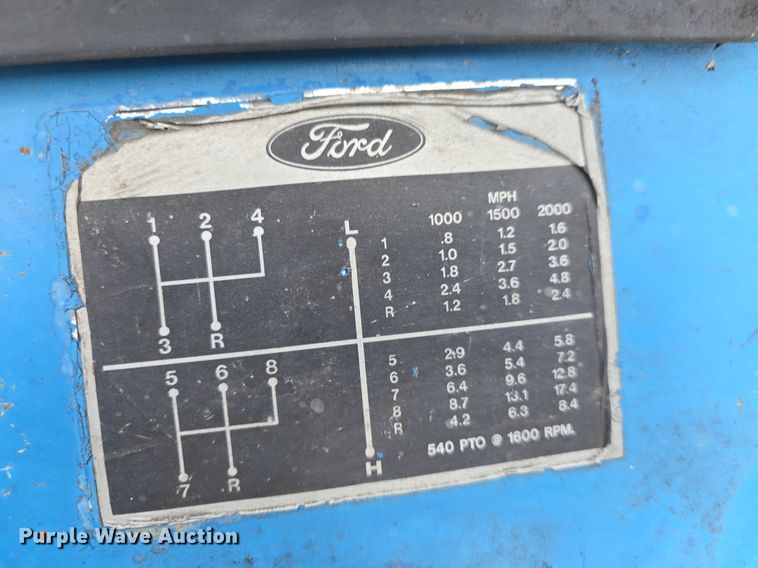 Ford
MPH
1000 1500 2000
1 2 4 L
1 .8 1.2 1.6
2 1.0 1.5 2.0
3 1.8 2.7 3.6
4 2.4 3.6 4.8
R 1.2 1.8 2.4
3 R
5 6 8
5 2.9 4.4 5.8
6 3.6 5.4 7.2
7 6.4 9.6 12.8
8 8.7 13.1 17.4
R 4.2 6.3 8.4
7 R H
540 PTO @ 1600 RPM.
Purple Wave Auction